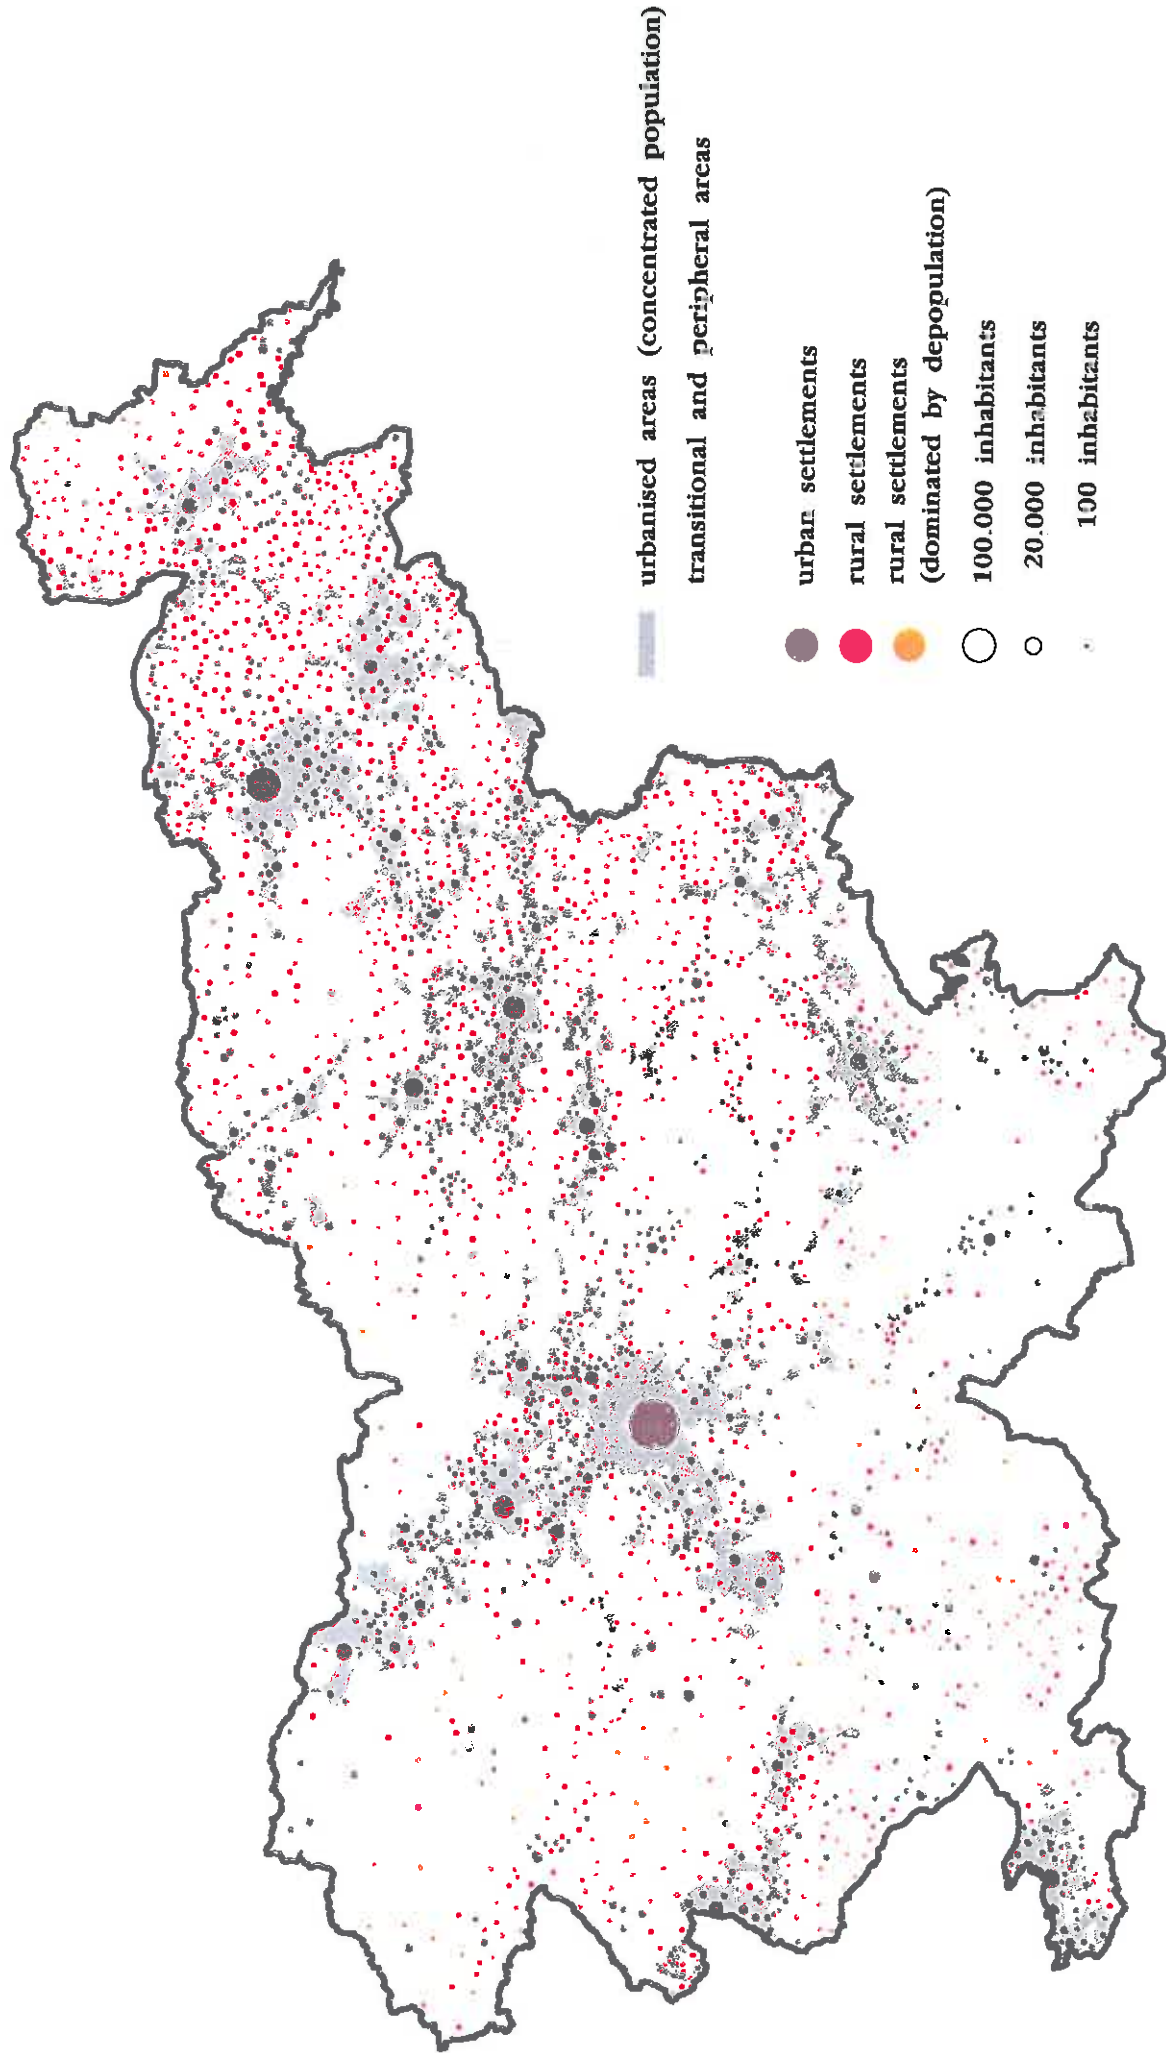 urbanised areas (concentrated population)
transitional and peripheral areas
urban settlements
rural settlements
rural settlements
(dominated by depopulation)
100.000 inhabitants
20.000 inhabitants
100 inhabitants